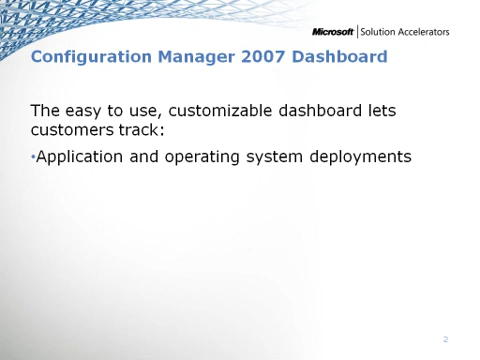 Microsoft | Solution Accelerators
Configuration Manager 2007 Dashboard
The easy to use, customizable dashboard lets
customers track:
•Application and operating system deployments
2